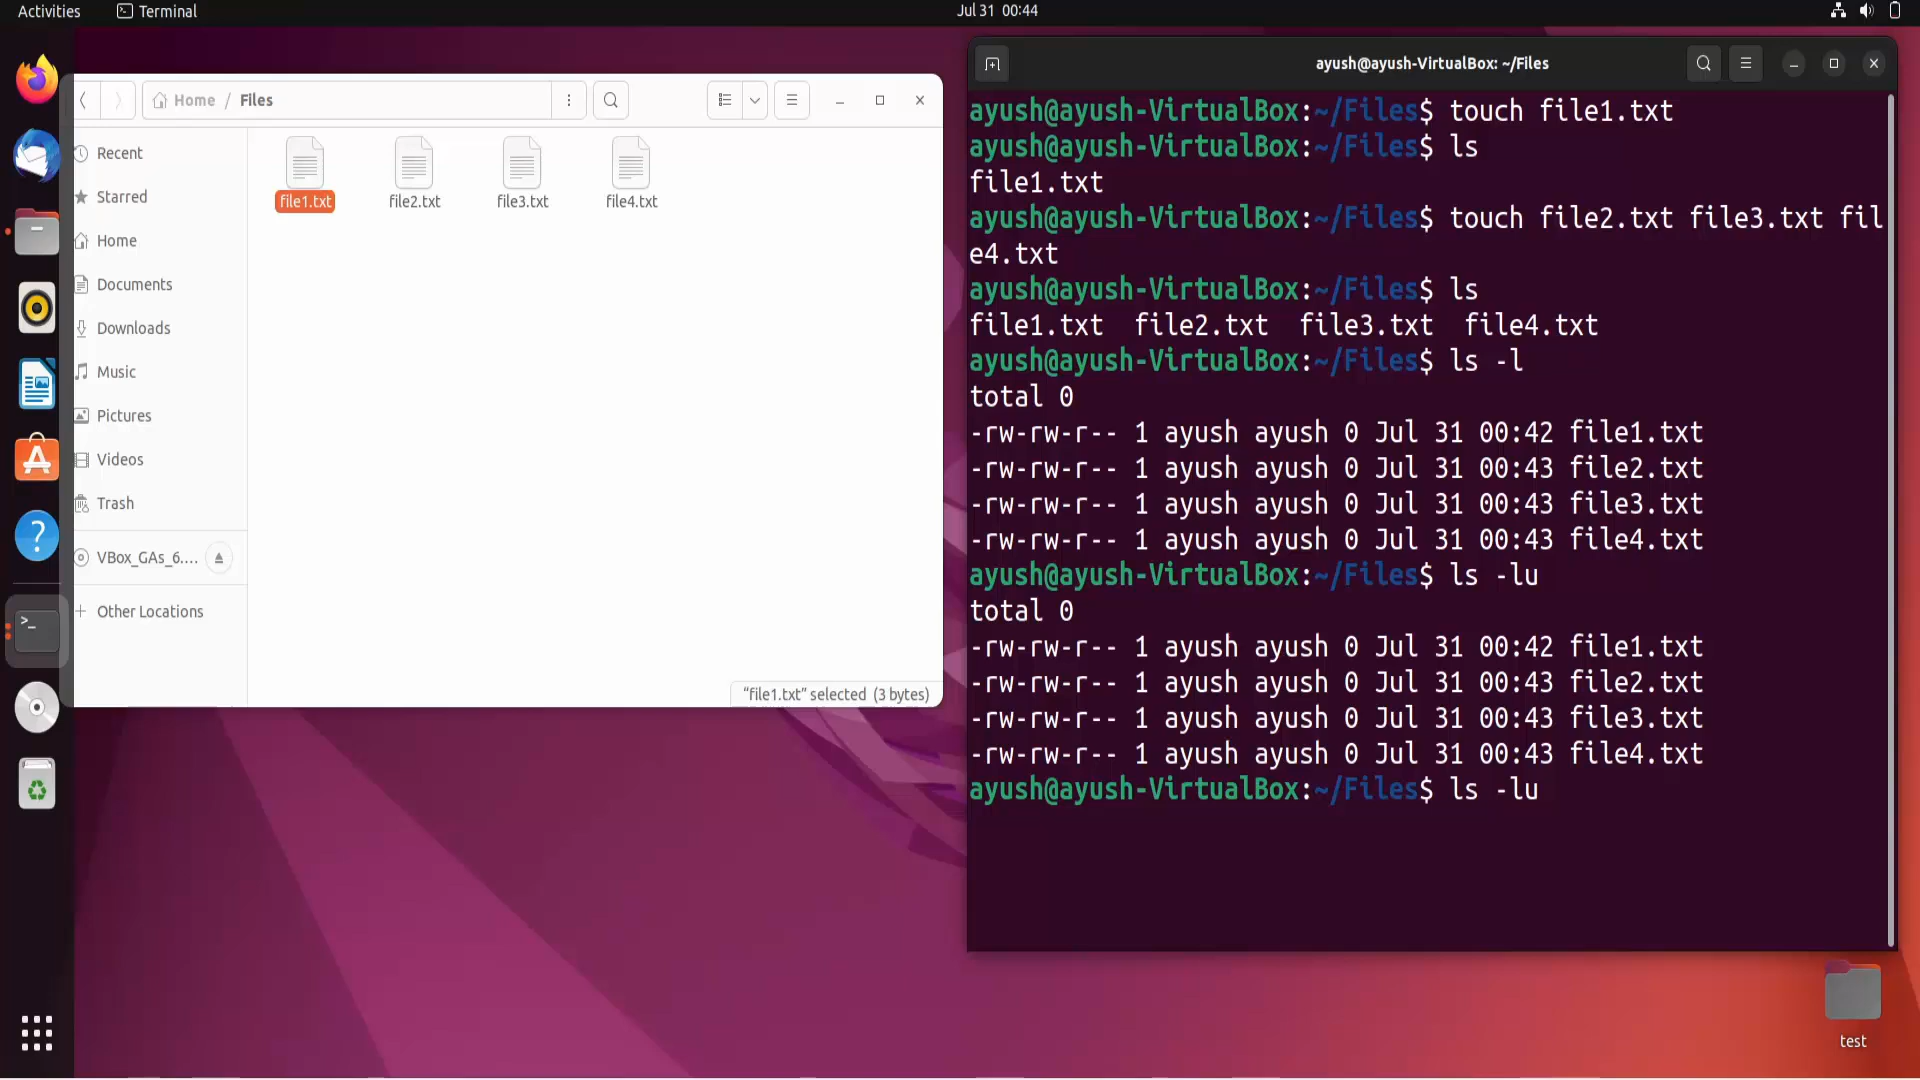 Activities
Terminal
Jul 31 00:44
Home / Files
Recent
Starred
Home
Documents
Downloads
Music
Pictures
Videos
Trash
VBox_GAs_6....
+ Other Locations
file1.txt
file2.txt
file3.txt
file4.txt
"file1.txt" selected (3 bytes)
ayush@ayush-VirtualBox: ~/Files
ayush@ayush-VirtualBox:~/Files$ touch file1.txt
ayush@ayush-VirtualBox:~/Files$ ls
file1.txt
ayush@ayush-VirtualBox:~/Files$ touch file2.txt file3.txt fil
e4.txt
ayush@ayush-VirtualBox:~/Files$ ls
file1.txt  file2.txt  file3.txt  file4.txt
ayush@ayush-VirtualBox:~/Files$ ls -l
total 0
-rw-rw-r-- 1 ayush ayush 0 Jul 31 00:42 file1.txt
-rw-rw-r-- 1 ayush ayush 0 Jul 31 00:43 file2.txt
-rw-rw-r-- 1 ayush ayush 0 Jul 31 00:43 file3.txt
-rw-rw-r-- 1 ayush ayush 0 Jul 31 00:43 file4.txt
ayush@ayush-VirtualBox:~/Files$ ls -lu
total 0
-rw-rw-r-- 1 ayush ayush 0 Jul 31 00:42 file1.txt
-rw-rw-r-- 1 ayush ayush 0 Jul 31 00:43 file2.txt
-rw-rw-r-- 1 ayush ayush 0 Jul 31 00:43 file3.txt
-rw-rw-r-- 1 ayush ayush 0 Jul 31 00:43 file4.txt
ayush@ayush-VirtualBox:~/Files$ ls -lu
test